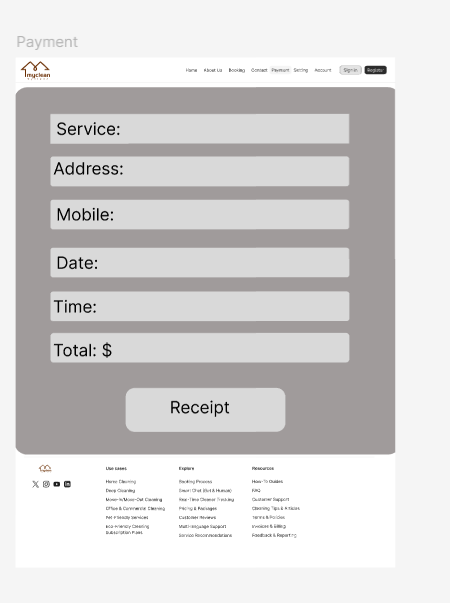 Payment
myclean
Home About Us Booking Contact Payment Setting Account Sign in Register
Service:
Address:
Mobile:
Date:
Time:
Total: $
Receipt
Use cases
Home Cleaning
Deep Cleaning
Move-In/Move-Out Cleaning
Office & Commercial Cleaning
Pet-Friendly Services
Eco-Friendly Cleaning
Subscription Plans
Explore
Booking Process
Smart Chat (Bot & Human)
Real-Time Cleaner Tracking
Pricing & Packages
Customer Reviews
Multi-language Support
Service Recommendations
Resources
How-To Guides
FAQ
Customer Support
Cleaning Tips & Articles
Terms & Policies
Invoices & Billing
Feedback & Reporting